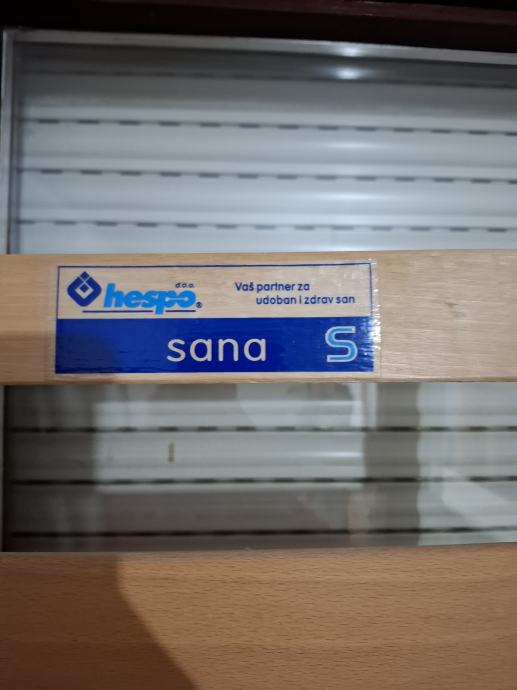 d.o.o.
hespo®
Vaš partner za
udoban i zdrav san
sana S